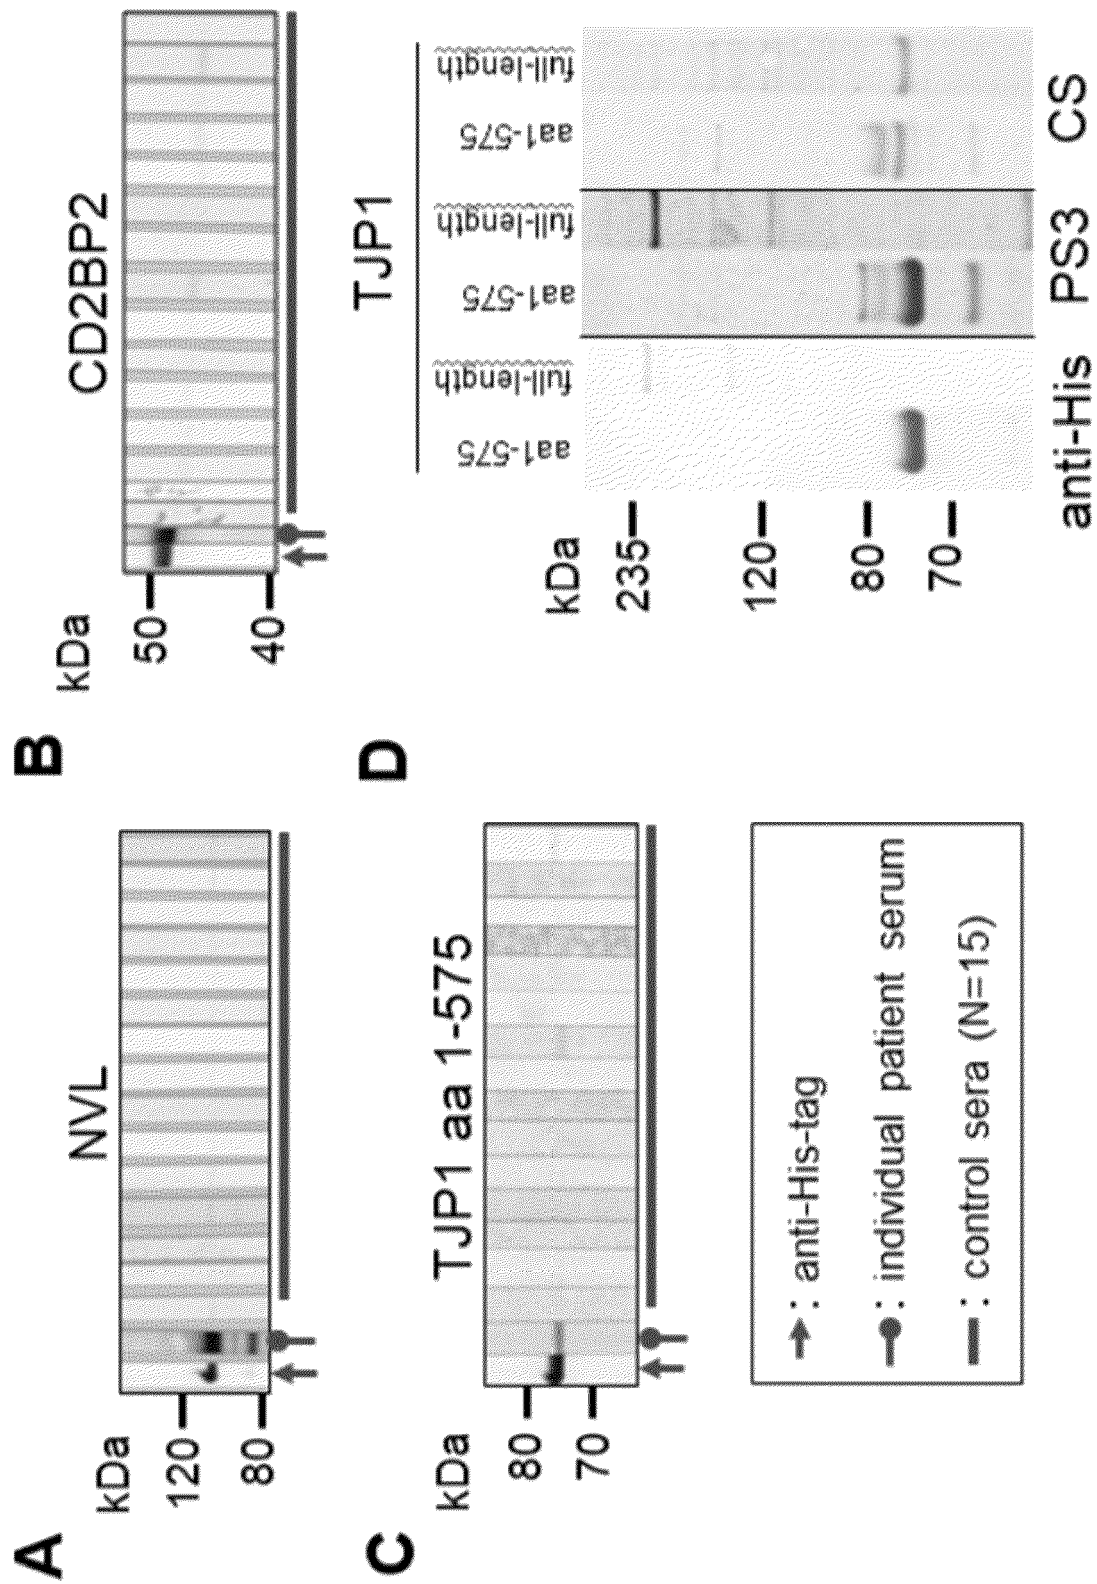 A
NVL
kDa
120
80
B
CD2BP2
kDa
50
40
C
TJP1 aa 1-575
kDa
80
70
: anti-His-tag
: individual patient serum
: control sera (N=15)
D
TJP1
kDa
aa1-575
full-length
aa1-575
full-length
aa1-575
full-length
235
120
80
70
anti-His
PS3
CS